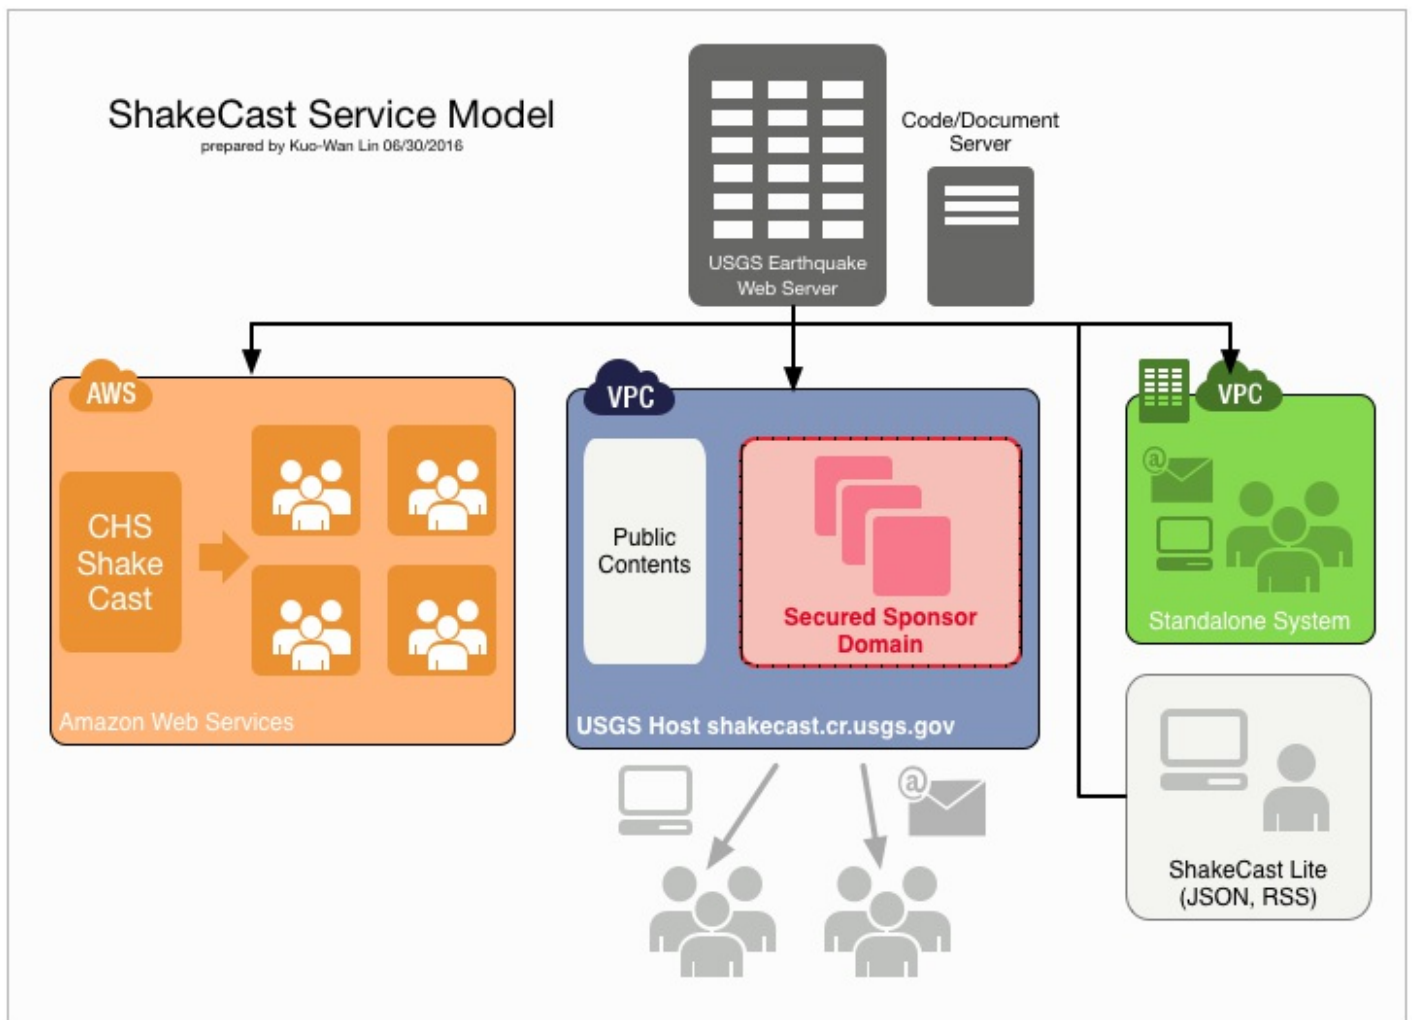 ShakeCast Service Model
prepared by Kuo-Wan Lin 06/30/2016
Code/Document
Server
USGS Earthquake
Web Server
AWS
CHS
Shake
Cast
Amazon Web Services
VPC
Public
Contents
Secured Sponsor
Domain
USGS Host shakecast.cr.usgs.gov
@
VPC
@
Standalone System
ShakeCast Lite
(JSON, RSS)